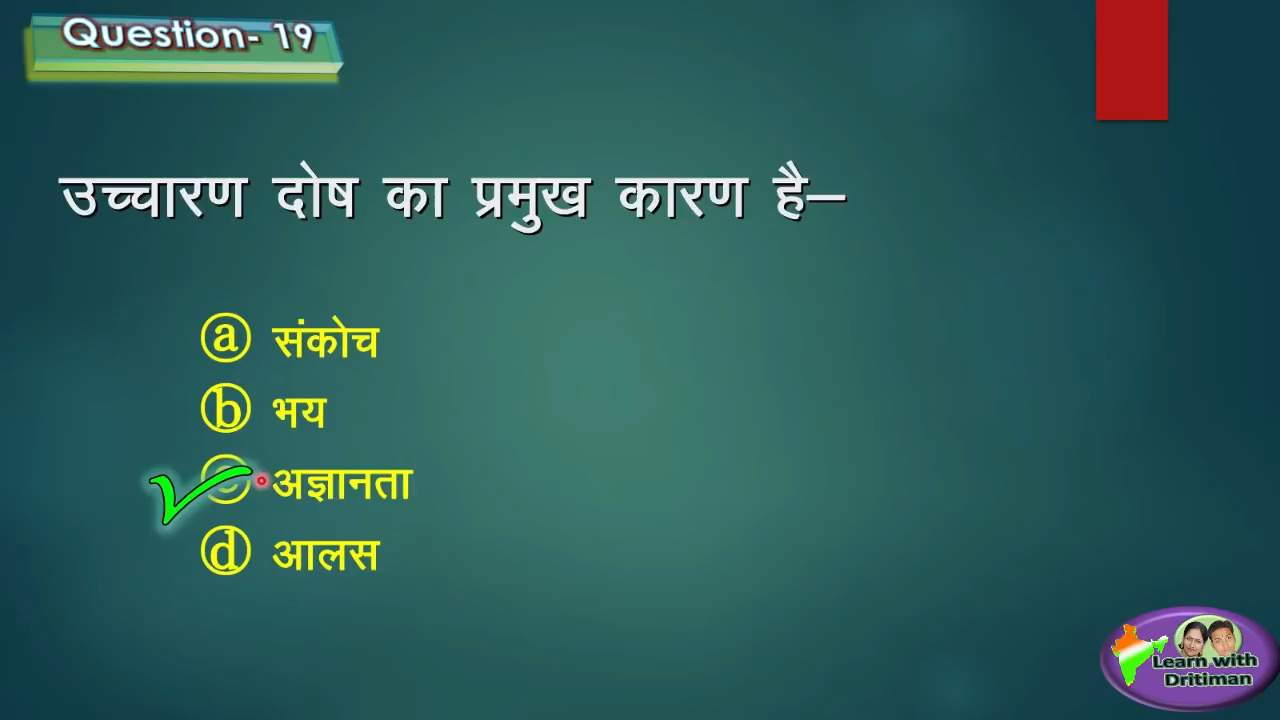 Question- 19
उच्चारण दोष का प्रमुख कारण है–
ⓐ संकोच
ⓑ भय
ⓒ अज्ञानता
ⓓ आलस
Learn with
Dritiman